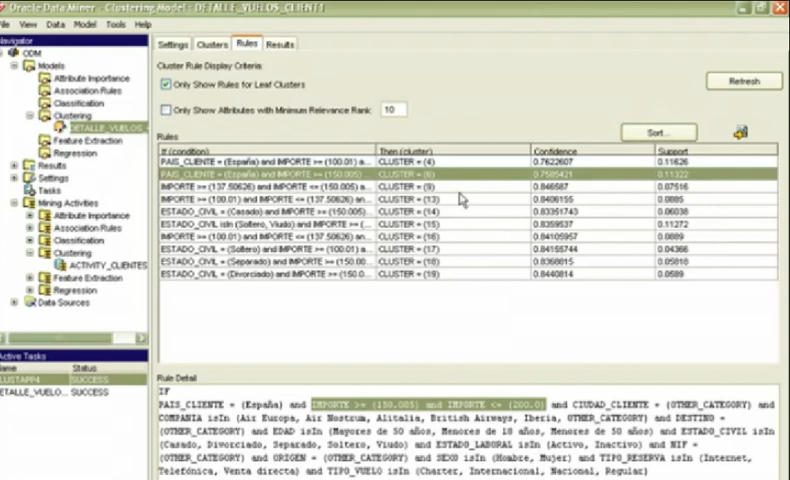 Oracle Data Miner - Clustering Model : DETALLE_VUELOS_CLIENT1
File View Data Model Tools Help
Navigator
ODM
Models
Attribute Importance
Association Rules
Classification
Clustering
DETALLE_VUELOS_
Feature Extraction
Regression
Results
Settings
Tasks
Mining Activities
Attribute Importance
Association Rules
Classification
Clustering
ACTIVITY_CLIENTES
Feature Extraction
Regression
Data Sources
Active Tasks
Name Status
SUCCESS
DETALLE_VUELO... SUCCESS
Settings Clusters Rules Results
Cluster Rule Display Criteria:
Only Show Rules for Leaf Clusters
Refresh
Only Show Attributes with Minimum Relevance Rank: 10
Rules
Sort...
If (condition) Then (cluster) Confidence Support
PAIS_CLIENTE = (España) and IMPORTE >= (100.01) a... CLUSTER = (4) 0.7622607 0.11626
PAIS_CLIENTE = (España) and IMPORTE >= (150.005) ... CLUSTER = (6) 0.7585421 0.11322
IMPORTE >= (137.50626) and IMPORTE <= (150.005) a... CLUSTER = (9) 0.846587 0.07516
IMPORTE >= (100.01) and IMPORTE <= (137.50626) a... CLUSTER = (13) 0.8406155 0.0885
ESTADO_CIVIL = (Casado) and IMPORTE >= (150.005) ... CLUSTER = (14) 0.83351743 0.06038
ESTADO_CIVIL isIn (Soltero, Viudo) and IMPORTE >= (... CLUSTER = (15) 0.8359537 0.11272
IMPORTE >= (100.01) and IMPORTE <= (137.50626) a... CLUSTER = (16) 0.84105957 0.0889
ESTADO_CIVIL = (Soltero) and IMPORTE >= (100.01) a... CLUSTER = (17) 0.84155744 0.04366
ESTADO_CIVIL = (Separado) and IMPORTE >= (150.00... CLUSTER = (18) 0.8368815 0.05818
ESTADO_CIVIL = (Divorciado) and IMPORTE >= (150.0... CLUSTER = (19) 0.8440814 0.0589
Rule Detail
IF
PAIS_CLIENTE = (España) and IMPORTE >= (150.005) and IMPORTE <= (200.0) and CIUDAD_CLIENTE = (OTHER_CATEGORY) and
COMPANIA isIn (Air Europa, Air Nostrum, Alitalia, British Airways, Iberia, OTHER_CATEGORY) and DESTINO =
(OTHER_CATEGORY) and EDAD isIn (Mayores de 50 años, Menores de 18 años, Menores de 50 años) and ESTADO_CIVIL isIn
(Casado, Divorciado, Separado, Soltero, Viudo) and ESTADO_LABORAL isIn (Activo, Inactivo) and NIF =
(OTHER_CATEGORY) and ORIGEN = (OTHER_CATEGORY) and SEXO isIn (Hombre, Mujer) and TIPO_RESERVA isIn (Internet,
Telefónica, Venta directa) and TIPO_VUELO isIn (Charter, Internacional, Nacional, Regular)